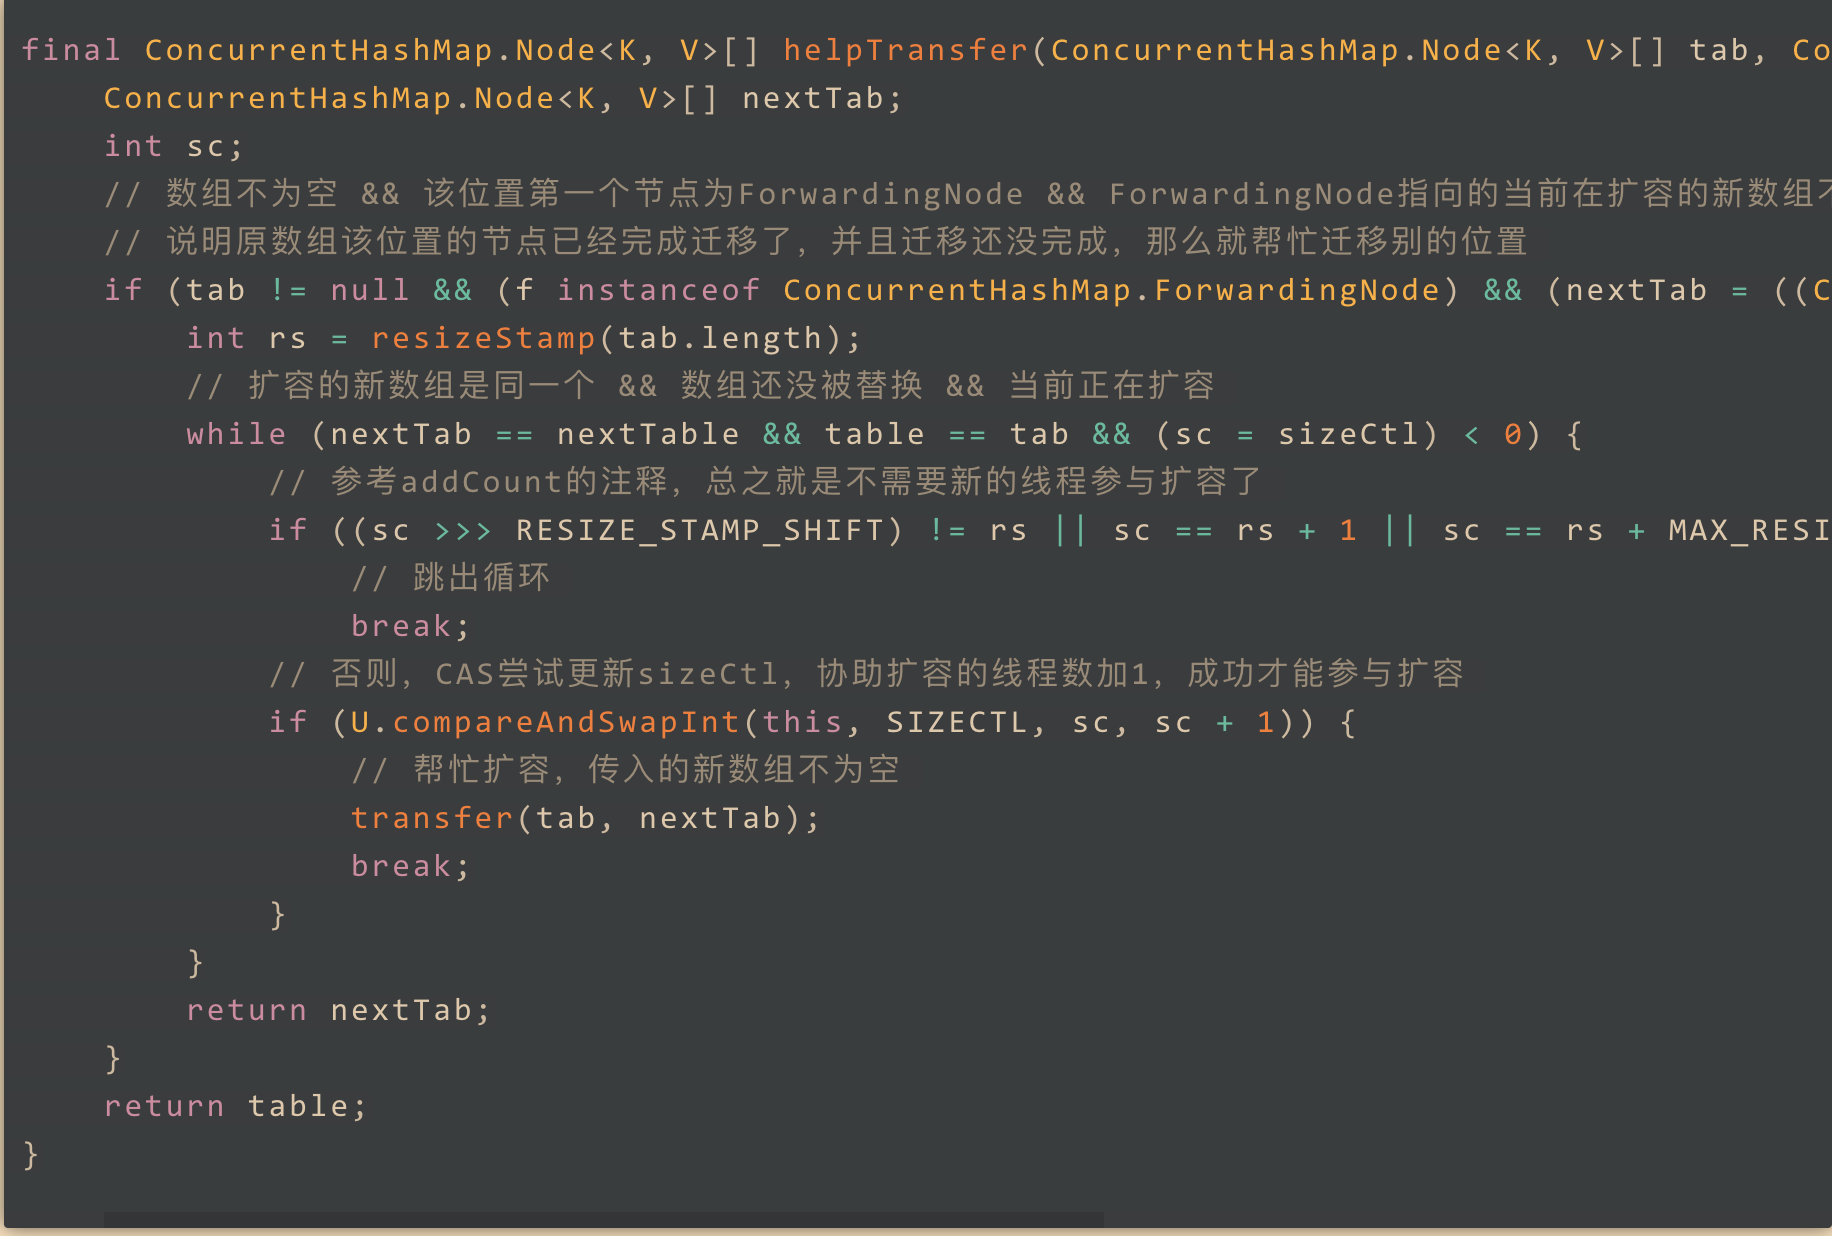 final ConcurrentHashMap.Node<K, V>[] helpTransfer(ConcurrentHashMap.Node<K, V>[] tab, Co
    ConcurrentHashMap.Node<K, V>[] nextTab;
    int sc;
    // 数组不为空 && 该位置第一个节点为ForwardingNode && ForwardingNode指向的当前在扩容的新数组不
    // 说明原数组该位置的节点已经完成迁移了，并且迁移还没完成，那么就帮忙迁移别的位置
    if (tab != null && (f instanceof ConcurrentHashMap.ForwardingNode) && (nextTab = ((C
        int rs = resizeStamp(tab.length);
        // 扩容的新数组是同一个 && 数组还没被替换 && 当前正在扩容
        while (nextTab == nextTable && table == tab && (sc = sizeCtl) < 0) {
            // 参考addCount的注释，总之就是不需要新的线程参与扩容了
            if ((sc >>> RESIZE_STAMP_SHIFT) != rs || sc == rs + 1 || sc == rs + MAX_RESI
                // 跳出循环
                break;
            // 否则，CAS尝试更新sizeCtl，协助扩容的线程数加1，成功才能参与扩容
            if (U.compareAndSwapInt(this, SIZECTL, sc, sc + 1)) {
                // 帮忙扩容，传入的新数组不为空
                transfer(tab, nextTab);
                break;
            }
        }
        return nextTab;
    }
    return table;
}